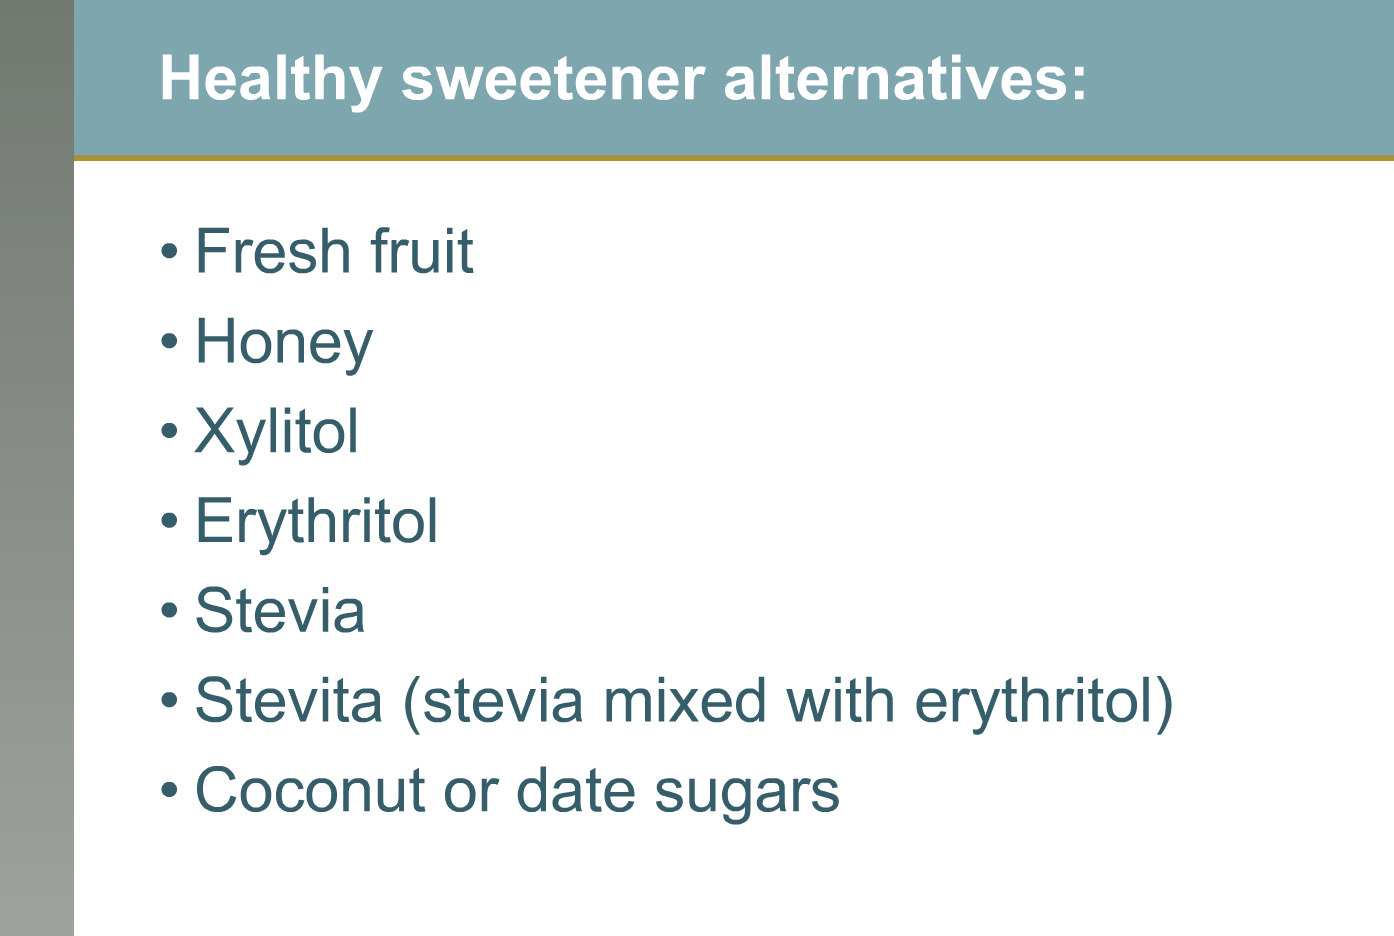 Healthy sweetener alternatives:
• Fresh fruit
• Honey
• Xylitol
• Erythritol
• Stevia
• Stevita (stevia mixed with erythritol)
• Coconut or date sugars